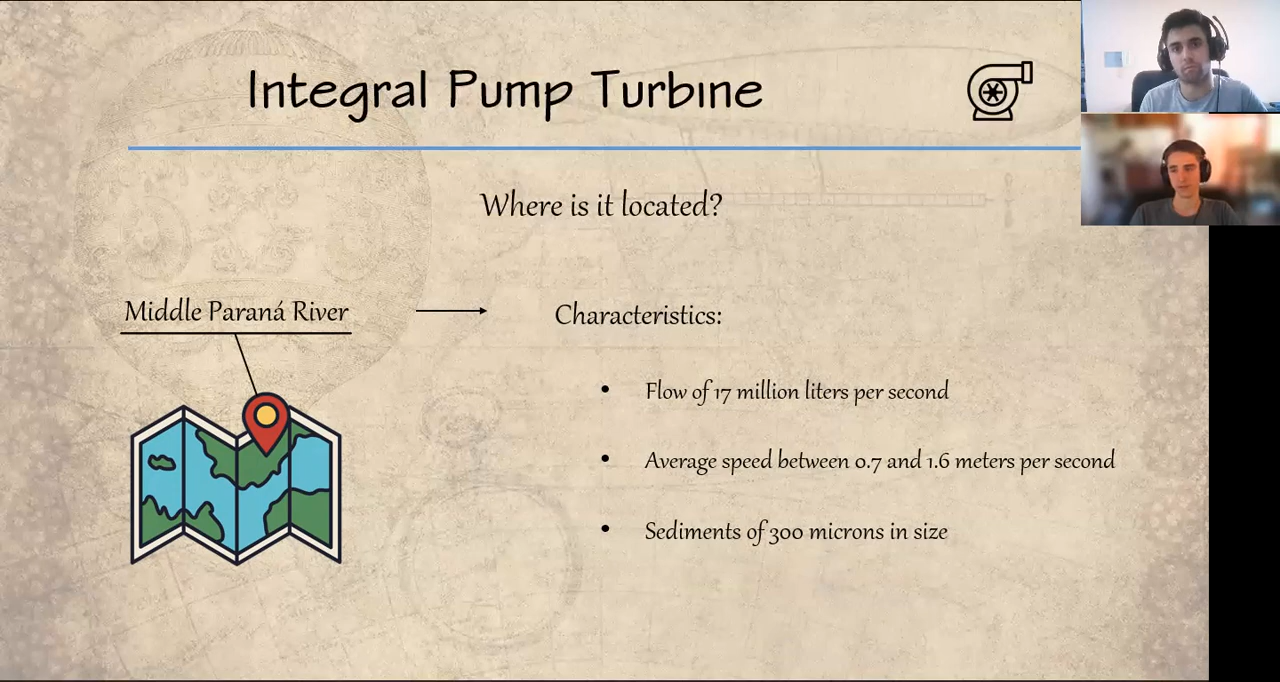 Integral Pump Turbine
Where is it located?
Middle Paraná River
Characteristics:
• Flow of 17 million liters per second
• Average speed between 0.7 and 1.6 meters per second
• Sediments of 300 microns in size